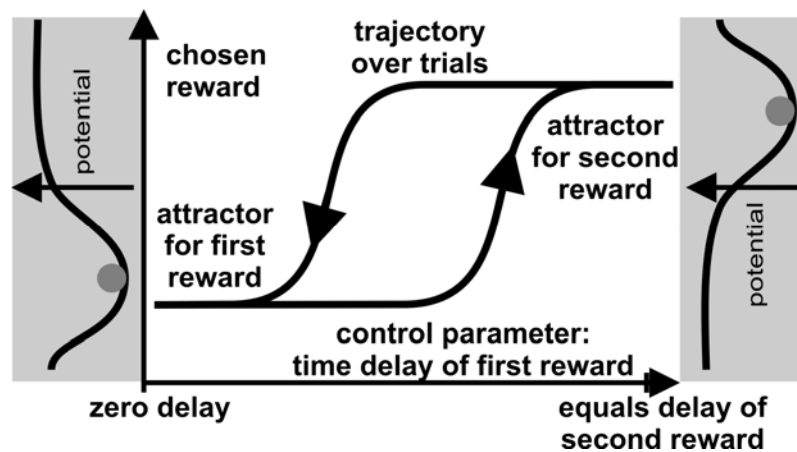 potential
chosen
reward
trajectory
over trials
attractor
for first
reward
attractor
for second
reward
potential
control parameter:
time delay of first reward
zero delay
equals delay of
second reward